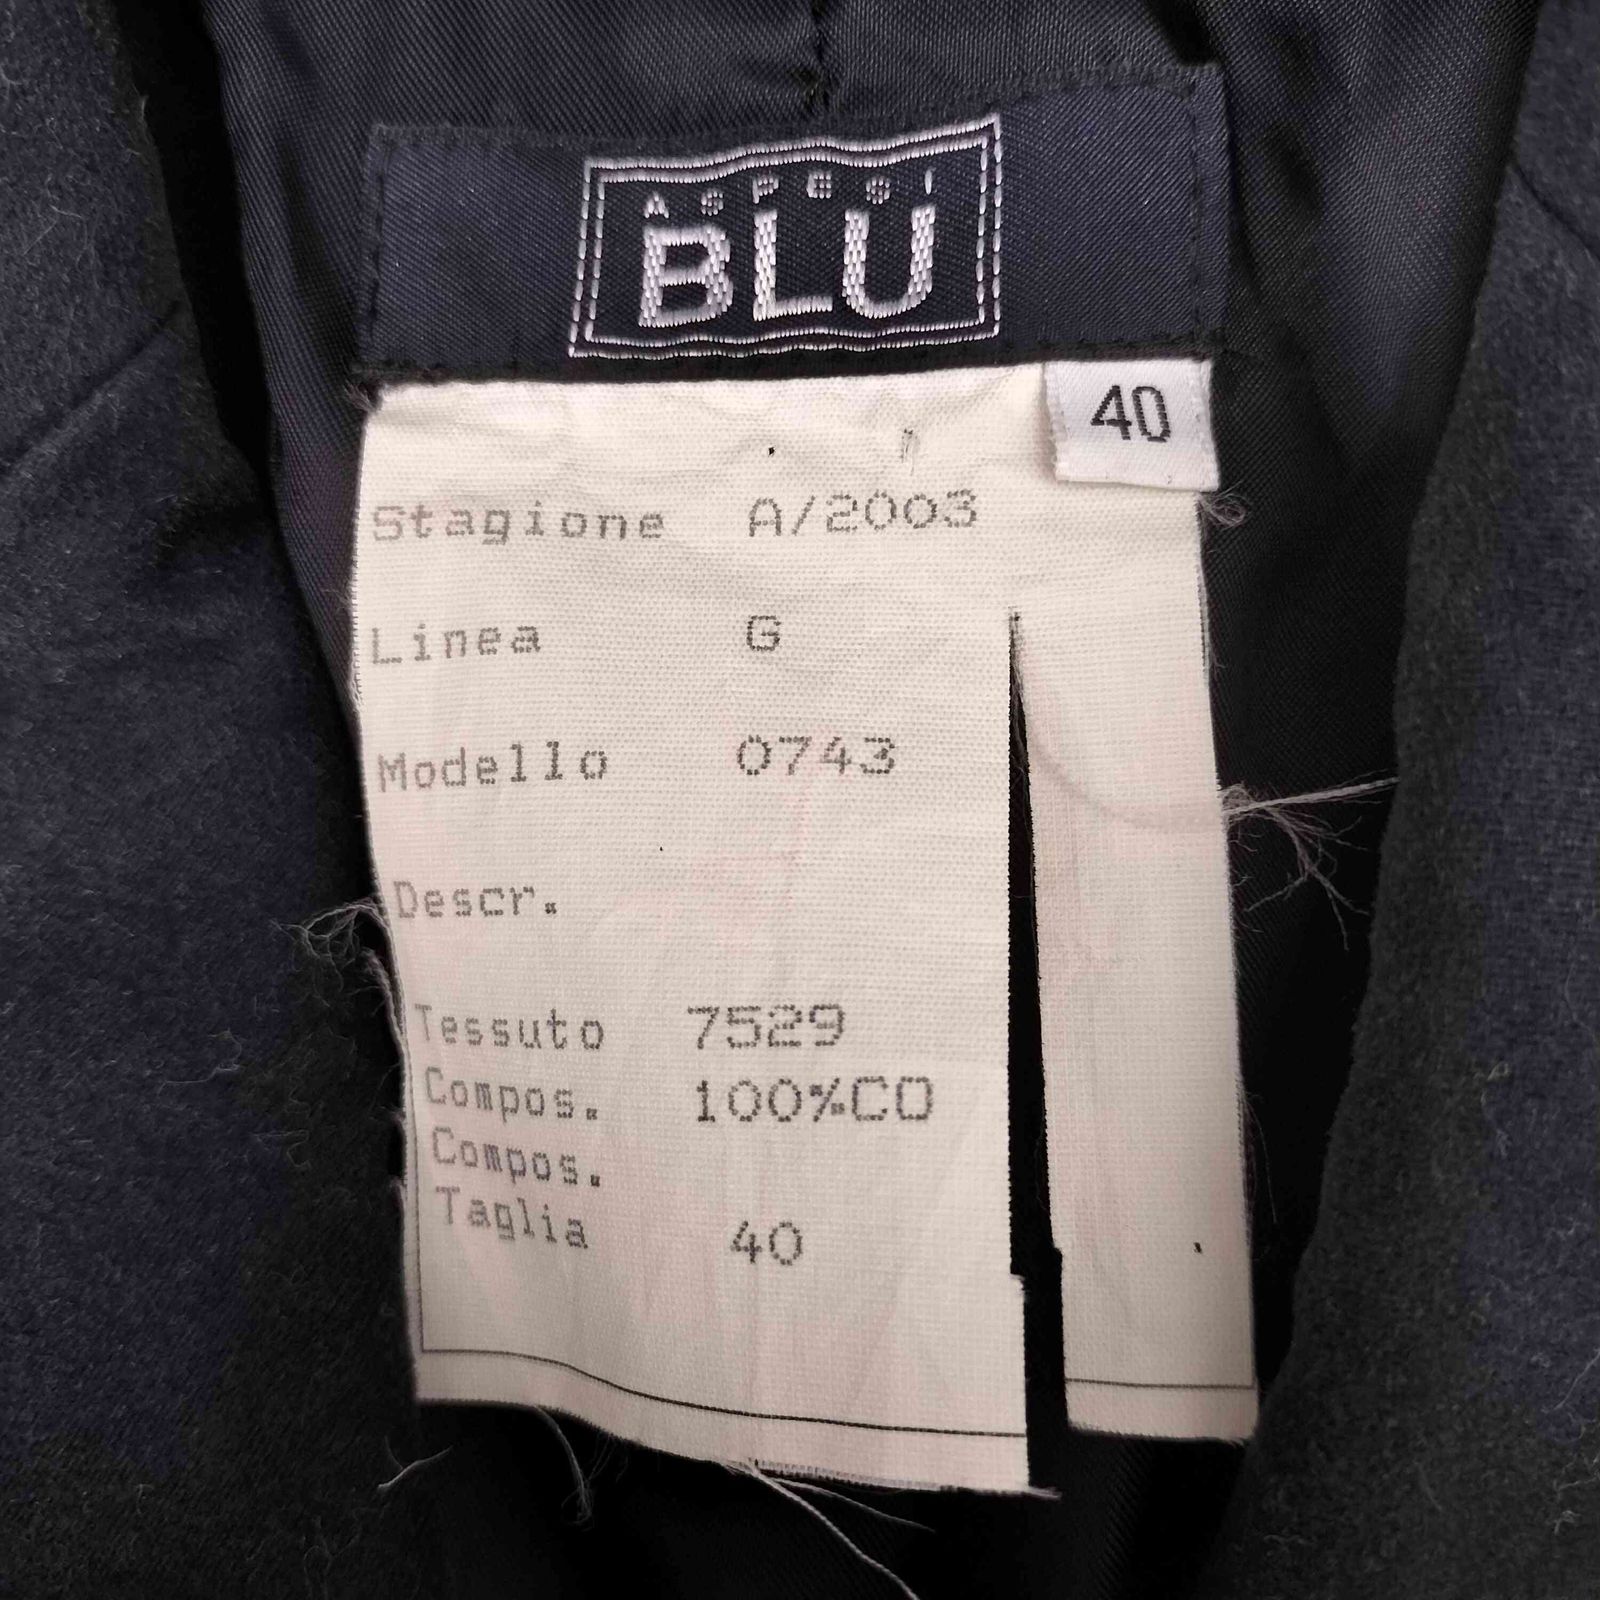 ASPESI
BLU
40
Stagione A/2003
Linea G
Modello 0743
Descr.
Tessuto 7529
Compos. 100%CO
Compos.
Taglia 40